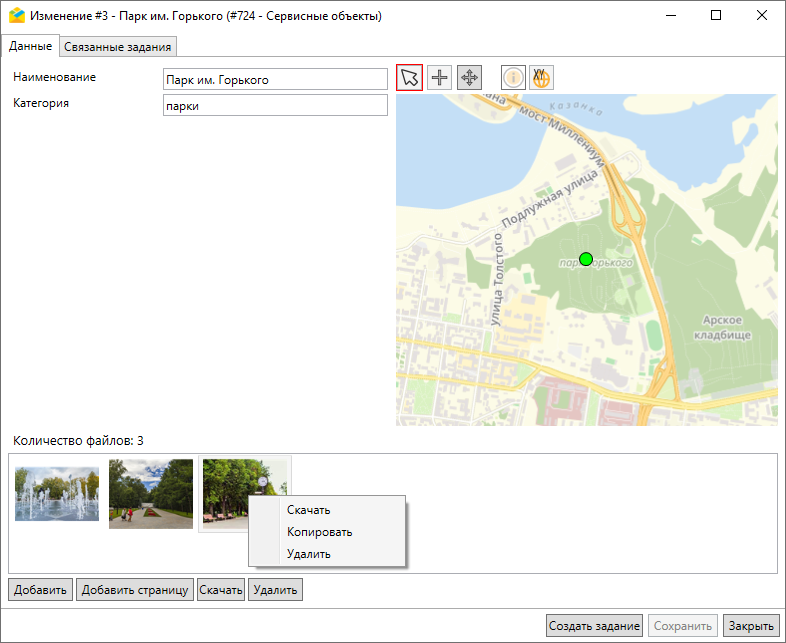 Изменение #3 - Парк им. Горького (#724 - Сервисные объекты)
Данные
Связанные задания
Наименование
Парк им. Горького
Категория
парки
XY
Казанка
мост Миллениум
Подлужная улица
улица Толстого
парк Горького
Арское
кладбище
Количество файлов: 3
Скачать
Копировать
Удалить
Добавить
Добавить страницу
Скачать
Удалить
Создать задание
Сохранить
Закрыть